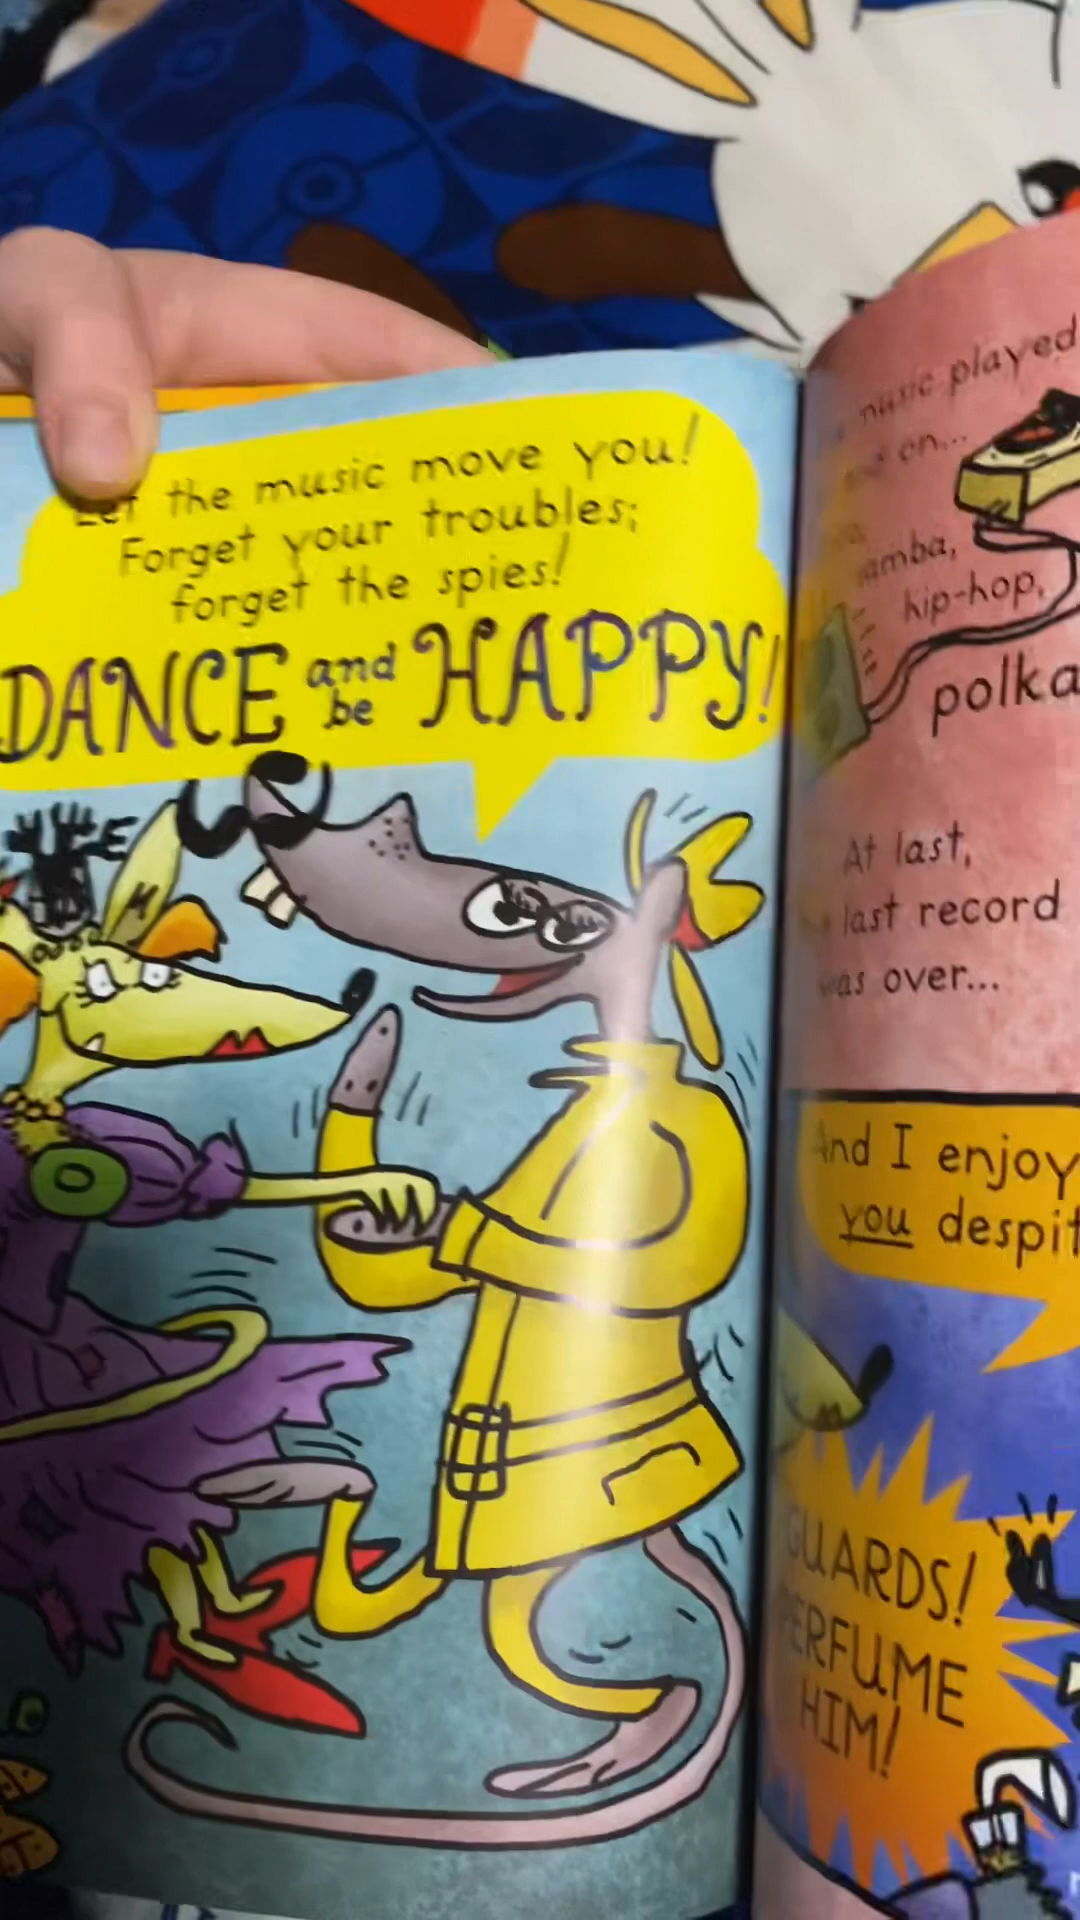 Let the music move you!
Forget your troubles;
forget the spies!
DANCE and be HAPPY!
music played
on...
samba,
hip-hop,
polka
At last,
last record
was over...
And I enjoy
you despit
GUARDS!
PERFUME
HIM!